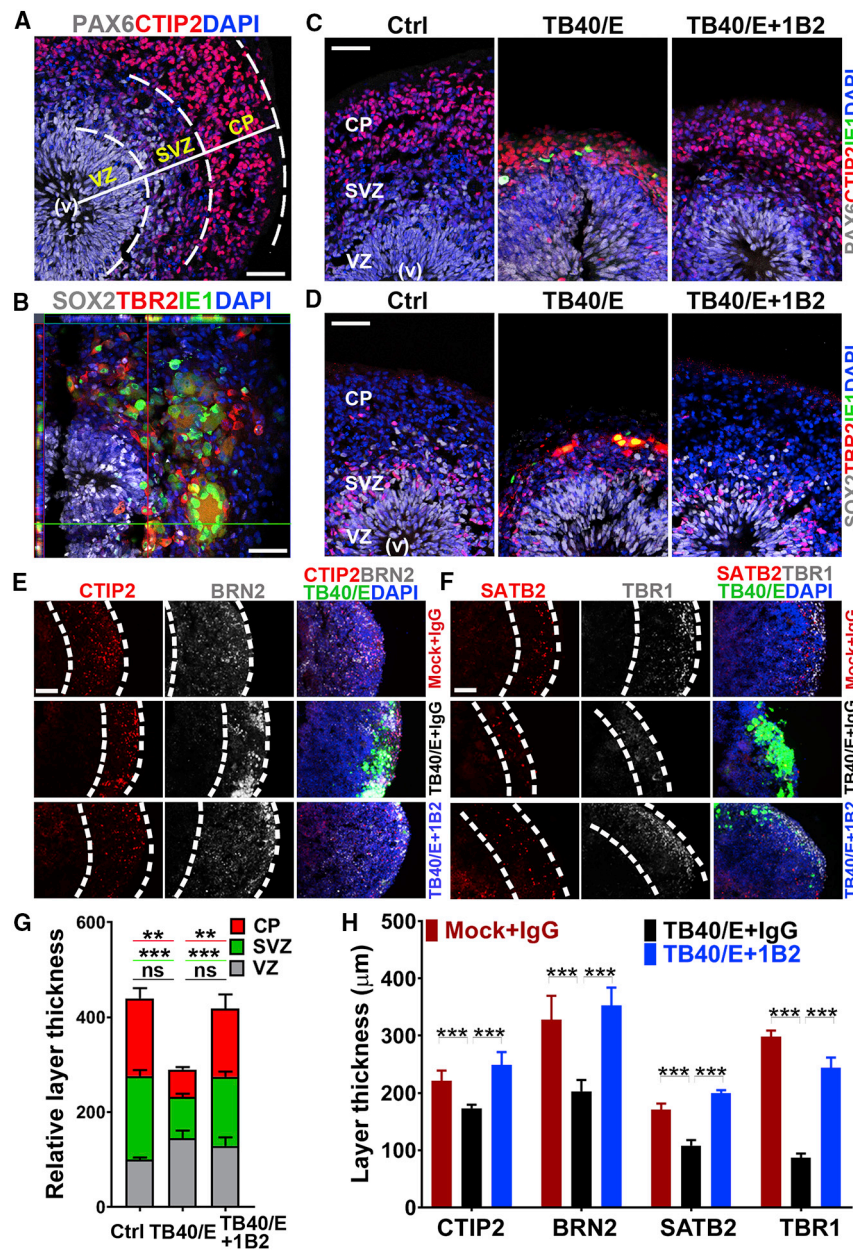 A
PAX6CTIP2DAPI
VZ
SVZ
CP
(v)
B
SOX2TBR2IE1DAPI
C
Ctrl
TB40/E
TB40/E+1B2
CP
SVZ
VZ
(v)
PAX6CTIP2IE1DAPI
D
Ctrl
TB40/E
TB40/E+1B2
CP
SVZ
VZ
(v)
SOX2TBR2IE1DAPI
E
CTIP2
BRN2
CTIP2BRN2
TB40/EDAPI
Mock+IgG
TB40/E+IgG
TB40/E+1B2
F
SATB2
TBR1
SATB2TBR1
TB40/EDAPI
Mock+IgG
TB40/E+IgG
TB40/E+1B2
G
Relative layer thickness
600
400
200
0
** **
*** ***
ns ns
CP
SVZ
VZ
Ctrl TB40/E TB40/E
+1B2
H
Layer thickness (μm)
500
400
300
200
100
0
Mock+IgG
TB40/E+IgG
TB40/E+1B2
*** ***
*** ***
*** ***
*** ***
CTIP2 BRN2 SATB2 TBR1